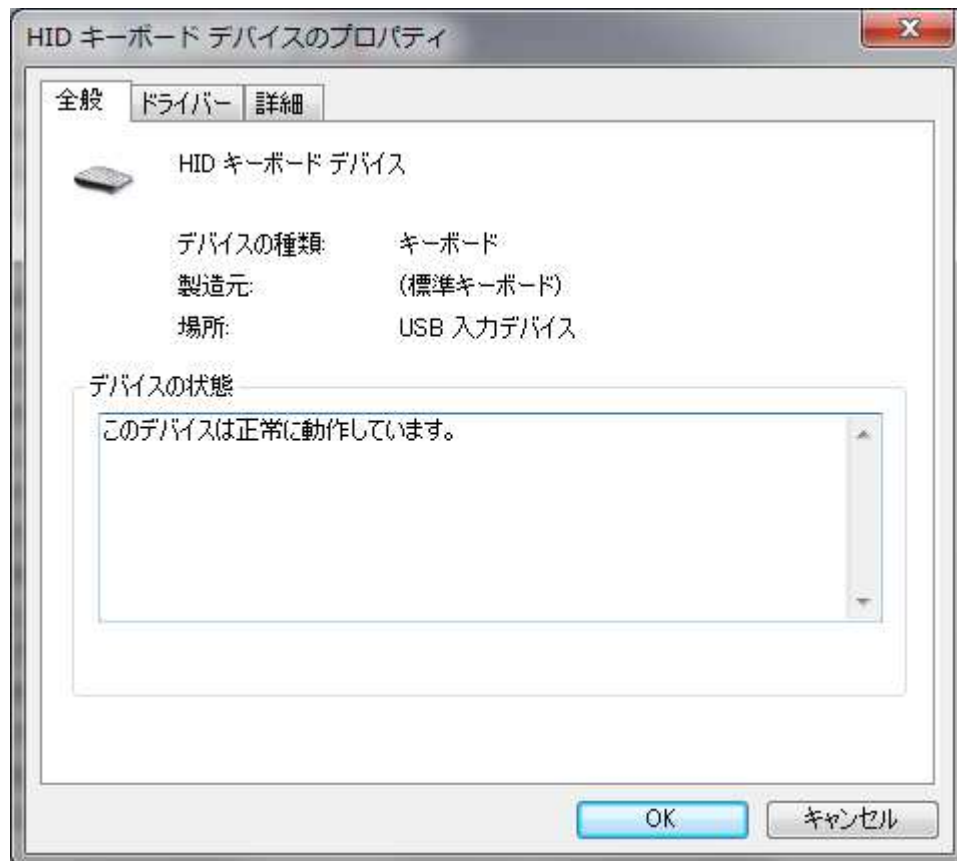 HID キーボード デバイスのプロパティ
全般 ドライバー 詳細
HID キーボード デバイス
デバイスの種類: キーボード
製造元: (標準キーボード)
場所: USB 入力デバイス
デバイスの状態
このデバイスは正常に動作しています。
OK キャンセル